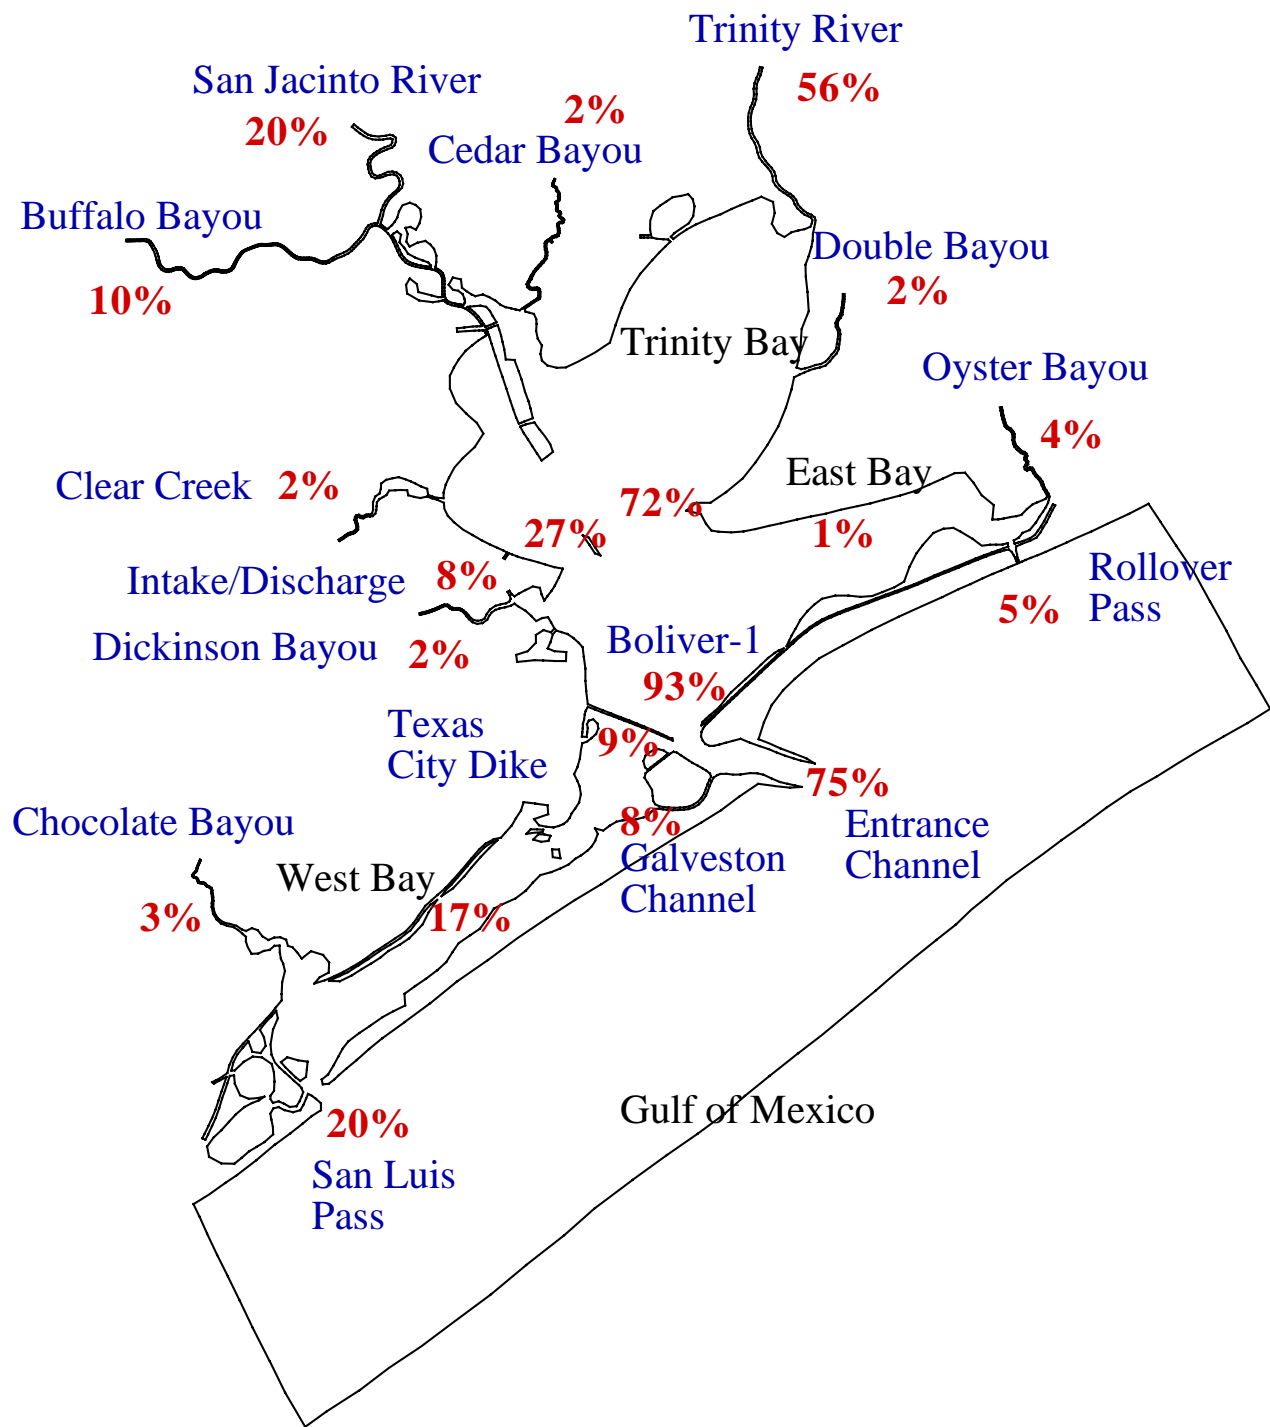 Trinity River
56%
San Jacinto River
20%
2%
Cedar Bayou
Buffalo Bayou
10%
Double Bayou
2%
Trinity Bay
Oyster Bayou
4%
East Bay
Clear Creek 2%
72%
27%
1%
Intake/Discharge 8%
Rollover
Pass
5%
Dickinson Bayou 2%
Boliver-1
93%
Texas
City Dike
9%
75%
Entrance
Channel
8%
Galveston
Channel
Chocolate Bayou
3%
West Bay
17%
Gulf of Mexico
20%
San Luis
Pass